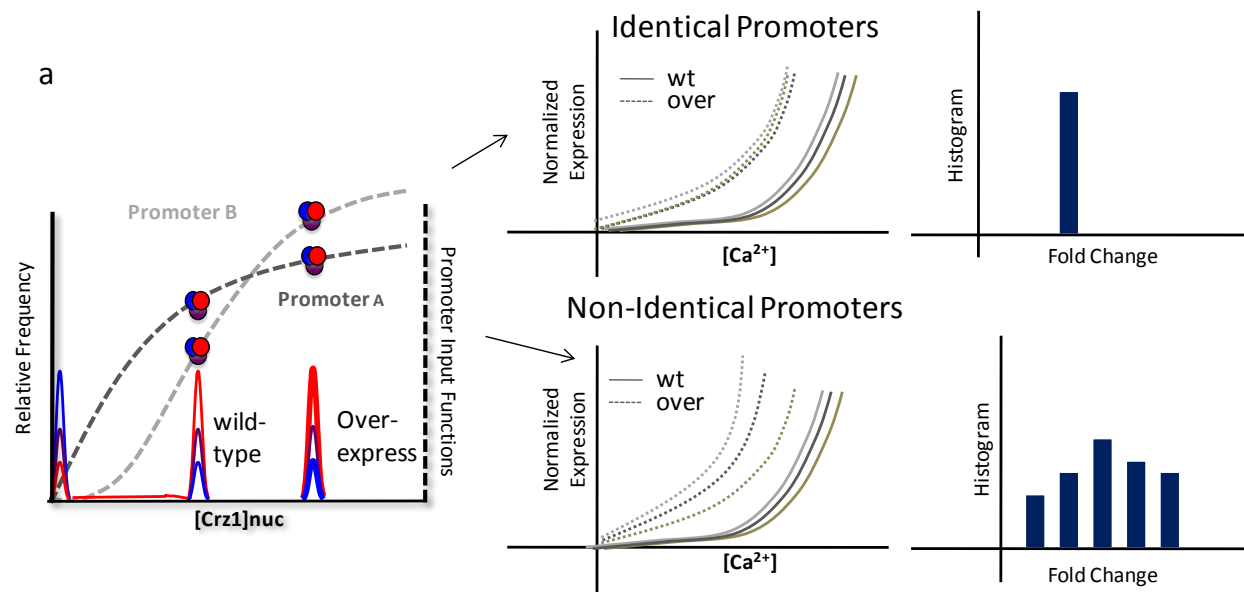 a
Promoter B
Promoter A
wild-
type
Over-
express
Relative Frequency
[Crz1]nuc
Promoter Input Functions
Identical Promoters
wt
over
Normalized
Expression
[Ca²⁺]
Histogram
Fold Change
Non-Identical Promoters
wt
over
Normalized
Expression
[Ca²⁺]
Histogram
Fold Change